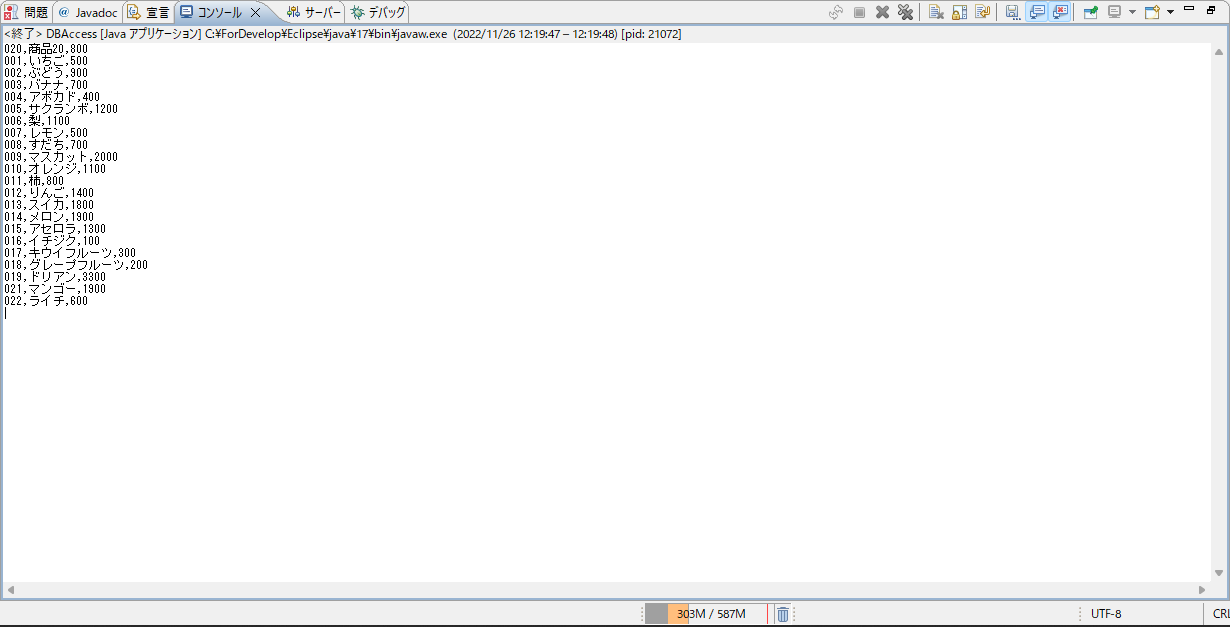 問題 @ Javadoc 宣言 コンソール サーバー デバッグ
<終了> DBAccess [Java アプリケーション] C:¥ForDevelop¥Eclipse¥java¥17¥bin¥javaw.exe (2022/11/26 12:19:47 – 12:19:48) [pid: 21072]
020,商品20,800
001,いちご,500
002,ぶどう,900
003,バナナ,700
004,アボカド,400
005,サクランボ,1200
006,梨,1100
007,レモン,500
008,すだち,700
009,マスカット,2000
010,オレンジ,1100
011,柿,800
012,りんご,1400
013,スイカ,1800
014,メロン,1900
015,アセロラ,1300
016,イチジク,100
017,キウイフルーツ,300
018,グレープフルーツ,200
019,ドリアン,3300
021,マンゴー,1900
022,ライチ,600
303M / 587M
UTF-8
CRL